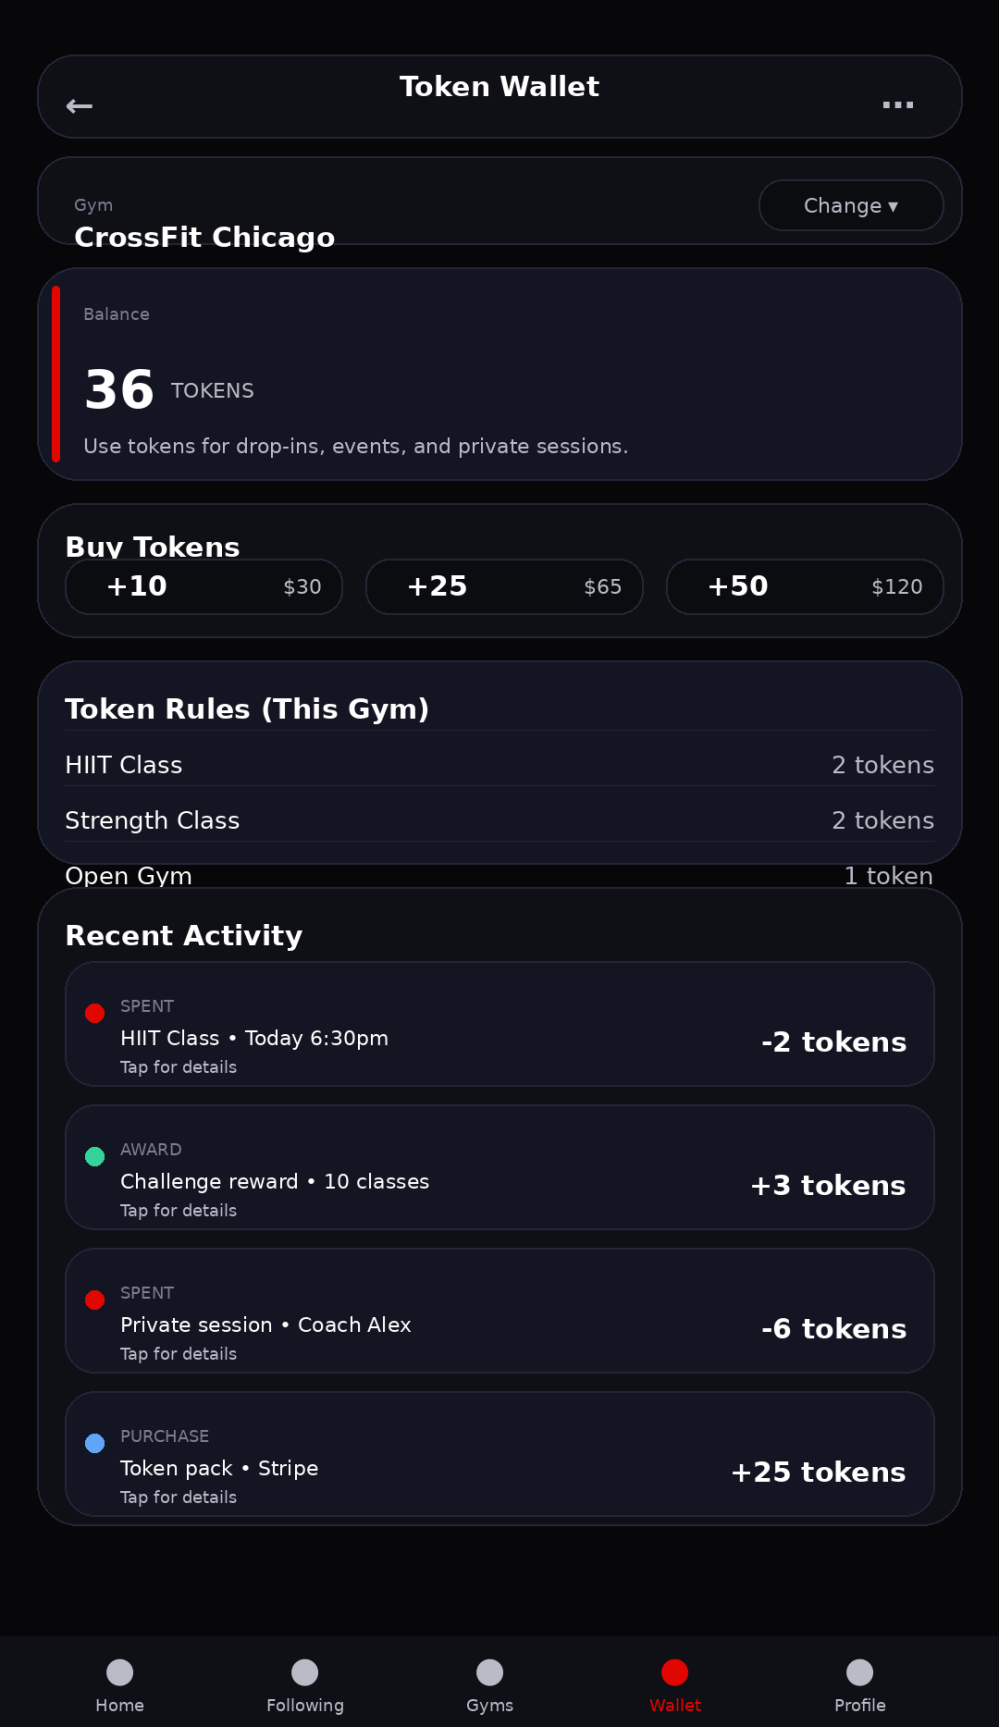 Token Wallet
← ...
Gym
Change ▾
CrossFit Chicago
Balance
36 TOKENS
Use tokens for drop-ins, events, and private sessions.
Buy Tokens
+10 $30
+25 $65
+50 $120
Token Rules (This Gym)
HIIT Class 2 tokens
Strength Class 2 tokens
Open Gym 1 token
Recent Activity
SPENT
HIIT Class • Today 6:30pm
-2 tokens
Tap for details
AWARD
Challenge reward • 10 classes
+3 tokens
Tap for details
SPENT
Private session • Coach Alex
-6 tokens
Tap for details
PURCHASE
Token pack • Stripe
+25 tokens
Tap for details
Home Following Gyms Wallet Profile